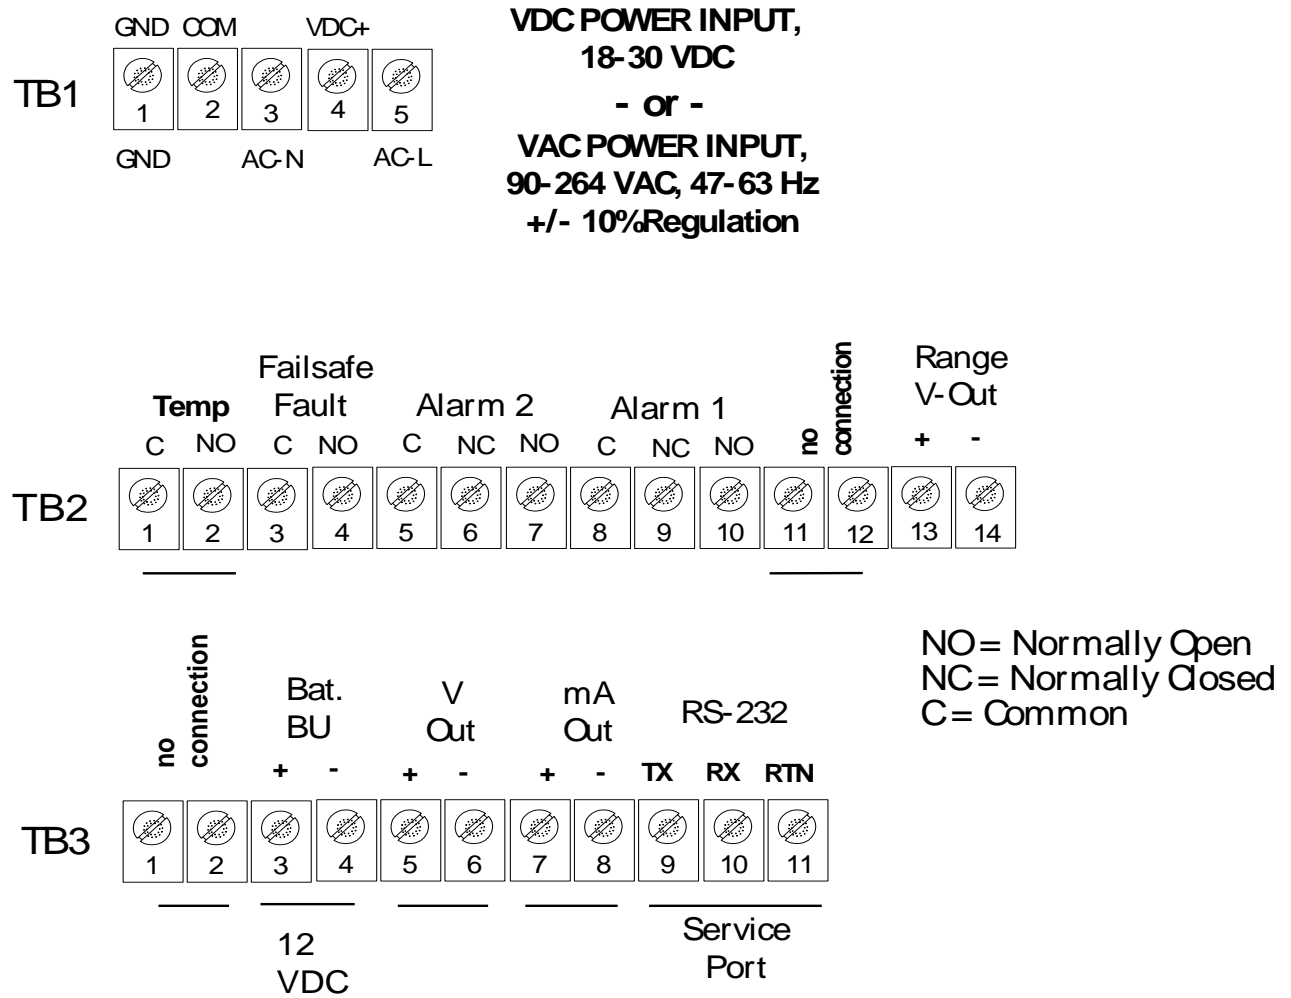 GND COM VDC+
TB1
1 2 3 4 5
GND AC-N AC-L
VDC POWER INPUT,
18-30 VDC
- or -
VAC POWER INPUT,
90-264 VAC, 47-63 Hz
+/- 10%Regulation
Temp
Failsafe
Fault
Alarm 2
Alarm 1
no
connection
Range
V-Out
C NO C NO C NC NO C NC NO + -
TB2
1 2 3 4 5 6 7 8 9 10 11 12 13 14
NO = Normally Open
NC = Normally Closed
C = Common
no
connection
Bat.
BU
V
Out
mA
Out
RS-232
+ - + - + - TX RX RTN
TB3
1 2 3 4 5 6 7 8 9 10 11
12
VDC
Service
Port